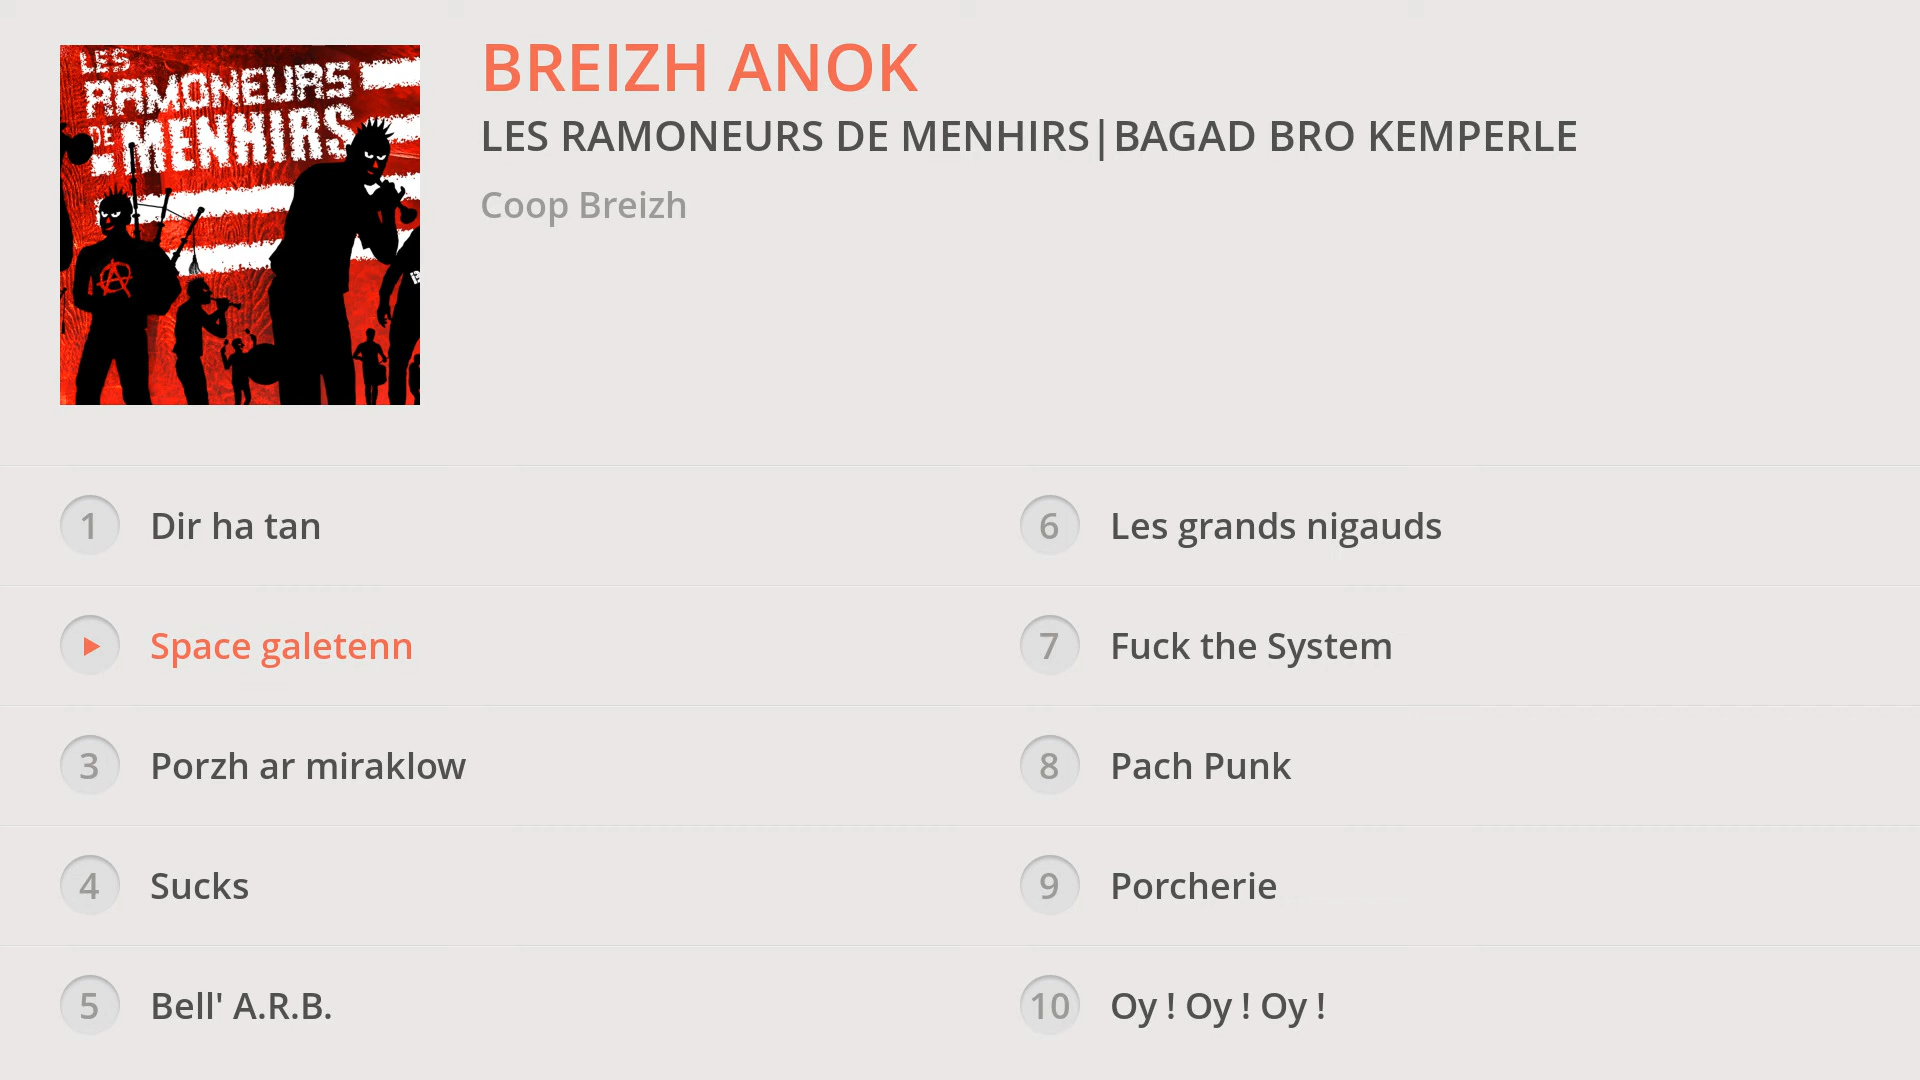 LES
RAMONEURS
DE MENHIRS
BREIZH ANOK
LES RAMONEURS DE MENHIRS|BAGAD BRO KEMPERLE
Coop Breizh
1 Dir ha tan
Space galetenn
3 Porzh ar miraklow
4 Sucks
5 Bell' A.R.B.
6 Les grands nigauds
7 Fuck the System
8 Pach Punk
9 Porcherie
10 Oy ! Oy ! Oy !